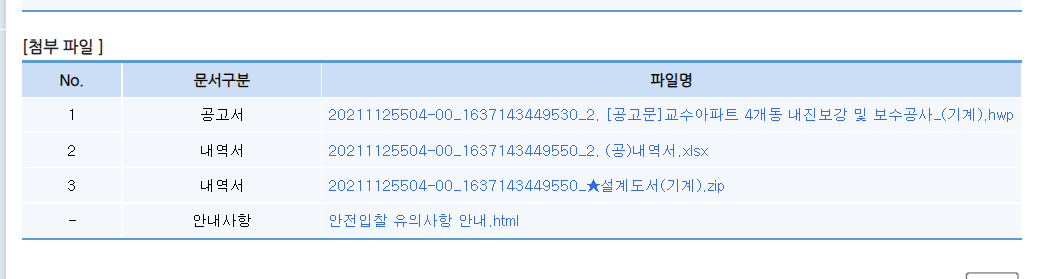 [첨부 파일 ]
No. 문서구분 파일명
1 공고서 20211125504-00_1637143449530_2. [공고문]교수아파트 4개동 내진보강 및 보수공사_(기계).hwp
2 내역서 20211125504-00_1637143449550_2. (공)내역서.xlsx
3 내역서 20211125504-00_1637143449550_★설계도서(기계).zip
- 안내사항 안전입찰 유의사항 안내.html